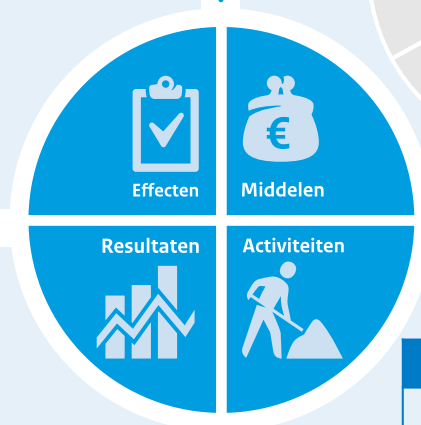 Effecten
Middelen
€
Resultaten
Activiteiten